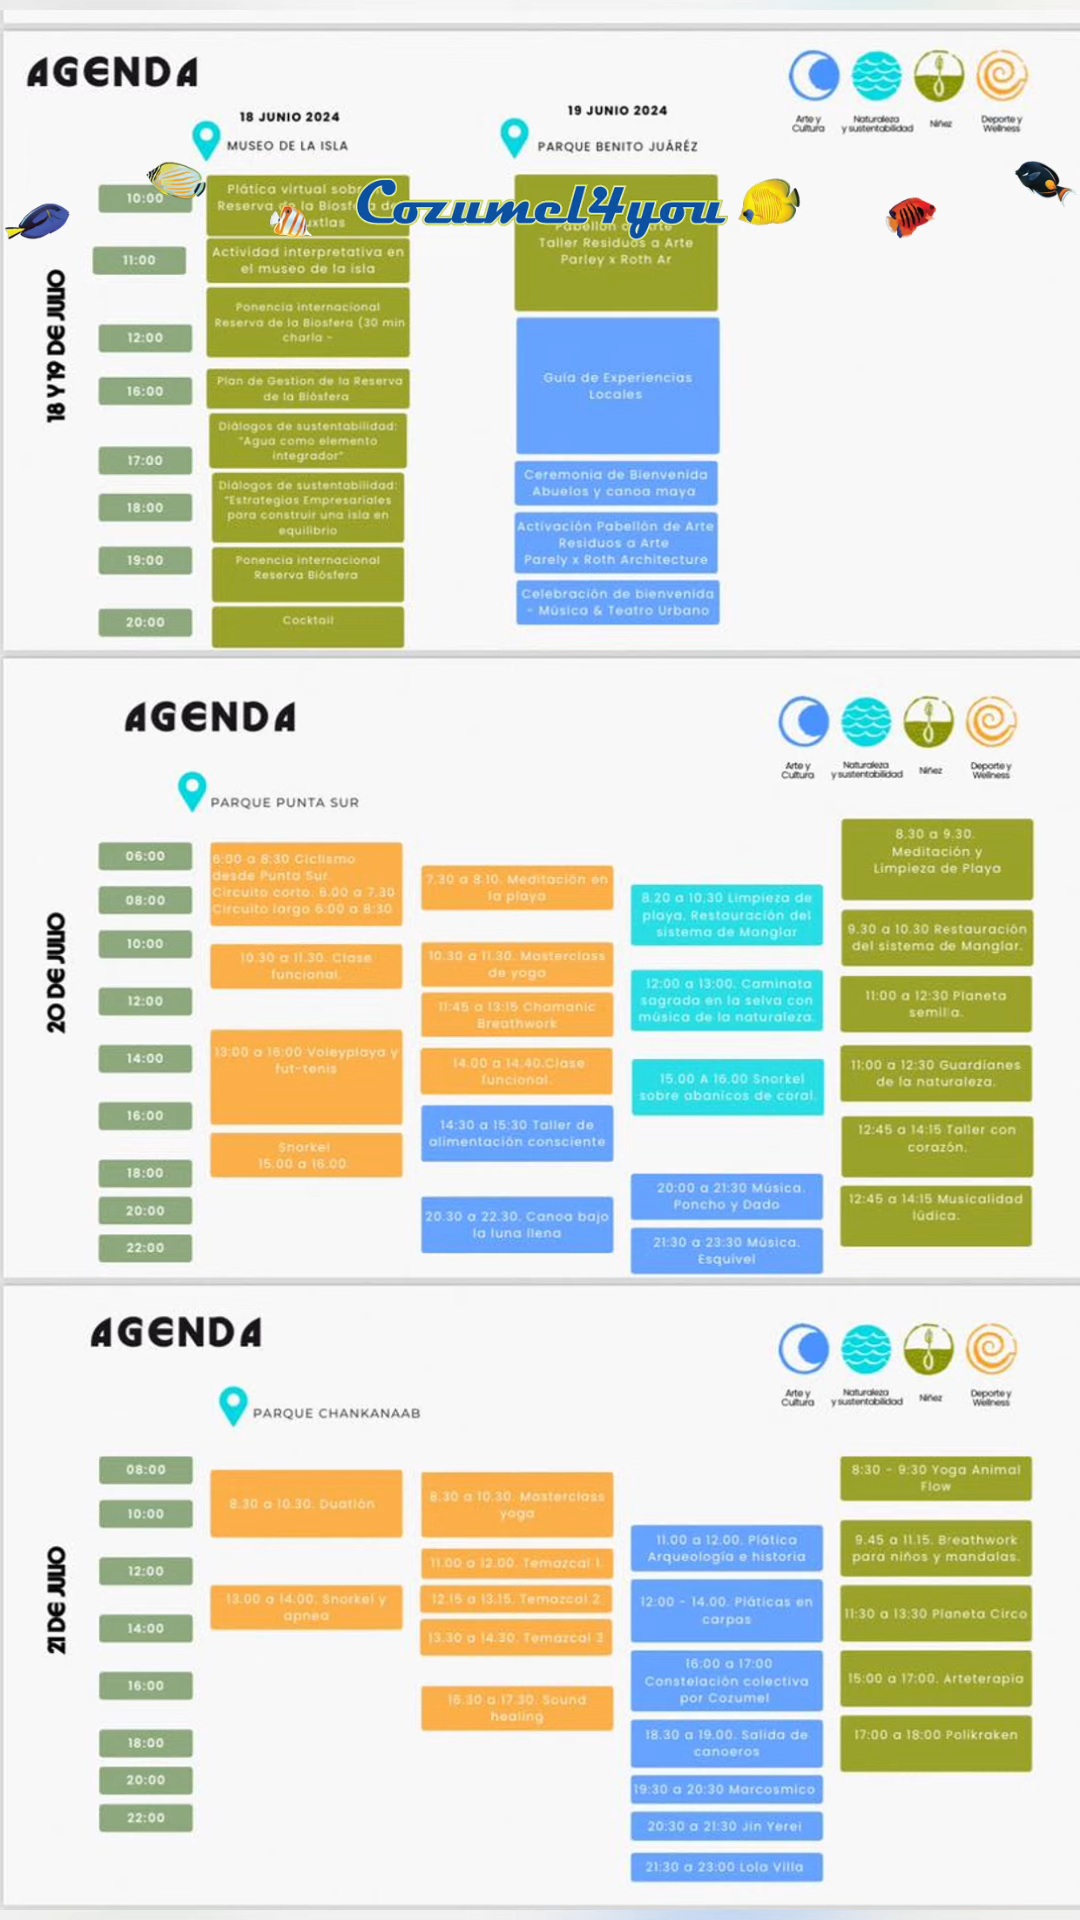 AGENDA
18 JUNIO 2024
MUSEO DE LA ISLA
19 JUNIO 2024
PARQUE BENITO JUÁRÉZ
Arte y
Cultura
Naturaleza
y sustentabilidad
Niñez
Deporte y
Wellness
Cozumel4you
18 Y 19 DE JULIO
10:00
11:00
12:00
16:00
17:00
18:00
19:00
20:00
Plática virtual sobre
Reserva de la Biosfera de
uxtlas
Actividad interpretativa en
el museo de la isla
Ponencia internacional
Reserva de la Biosfera (30 min
charla -
Plan de Gestion de la Reserva
de la Biósfera
Diálogos de sustentabilidad:
"Agua como elemento
integrador"
Diálogos de sustentabilidad:
"Estrategias Empresariales
para construir una isla en
equilibrio
Ponencia internacional
Reserva Biósfera
Cocktail
Pabellón de Arte
Taller Residuos a Arte
Parley x Roth Ar
Guía de Experiencias
Locales
Ceremonia de Bienvenida
Abuelos y canoa maya
Activación Pabellón de Arte
Residuos a Arte
Parely x Roth Architecture
Celebración de bienvenida
- Música & Teatro Urbano
AGENDA
PARQUE PUNTA SUR
Arte y
Cultura
Naturaleza
y sustentabilidad
Niñez
Deporte y
Wellness
20 DE JULIO
06:00
08:00
10:00
12:00
14:00
16:00
18:00
20:00
22:00
6:00 a 8:30 Ciclismo
desde Punta Sur.
Circuito corto. 6.00 a 7.30
Circuito largo 6:00 a 8:30
10.30 a 11.30. Clase
funcional.
13:00 a 16:00 Voleyplaya y
fut-tenis
Snorkel
15.00 a 16.00.
7.30 a 8.10. Meditación en
la playa
10.30 a 11.30. Masterclass
de yoga
11:45 a 13:15 Chamanic
Breathwork
14.00 a 14.40.Clase
funcional.
14:30 a 15:30 Taller de
alimentación consciente
20.30 a 22.30. Canoa bajo
la luna llena
8.20 a 10.30 Limpieza de
playa. Restauración del
sistema de Manglar
12:00 a 13:00. Caminata
sagrada en la selva con
música de la naturaleza.
15.00 A 16.00 Snorkel
sobre abanicos de coral.
20:00 a 21:30 Música.
Poncho y Dado
21:30 a 23:30 Música.
Esquivel
8.30 a 9.30.
Meditación y
Limpieza de Playa
9.30 a 10.30 Restauración
del sistema de Manglar.
11:00 a 12:30 Planeta
semilla.
11:00 a 12:30 Guardianes
de la naturaleza.
12:45 a 14:15 Taller con
corazón.
12:45 a 14:15 Musicalidad
lúdica.
AGENDA
PARQUE CHANKANAAB
Arte y
Cultura
Naturaleza
y sustentabilidad
Niñez
Deporte y
Wellness
21 DE JULIO
08:00
10:00
12:00
14:00
16:00
18:00
20:00
22:00
8.30 a 10.30. Duatlón
13.00 a 14.00. Snorkel y
apnea
8.30 a 10.30. Masterclass
yoga
11.00 a 12.00. Temazcal 1.
12.15 a 13.15. Temazcal 2
13.30 a 14.30. Temazcal 3
16.30 a 17.30. Sound
healing
11.00 a 12.00. Plática
Arqueología e historia
12:00 - 14.00. Pláticas en
carpas
16:00 a 17:00
Constelación colectiva
por Cozumel
18.30 a 19.00. Salida de
canoeros
19:30 a 20:30 Marcosmico
20:30 a 21:30 Jin Yerei
21:30 a 23:00 Lola Villa
8:30 - 9:30 Yoga Animal
Flow
9.45 a 11.15. Breathwork
para niños y mandalas.
11:30 a 13:30 Planeta Circo
15:00 a 17:00. Arteterapia
17:00 a 18:00 Polikraken